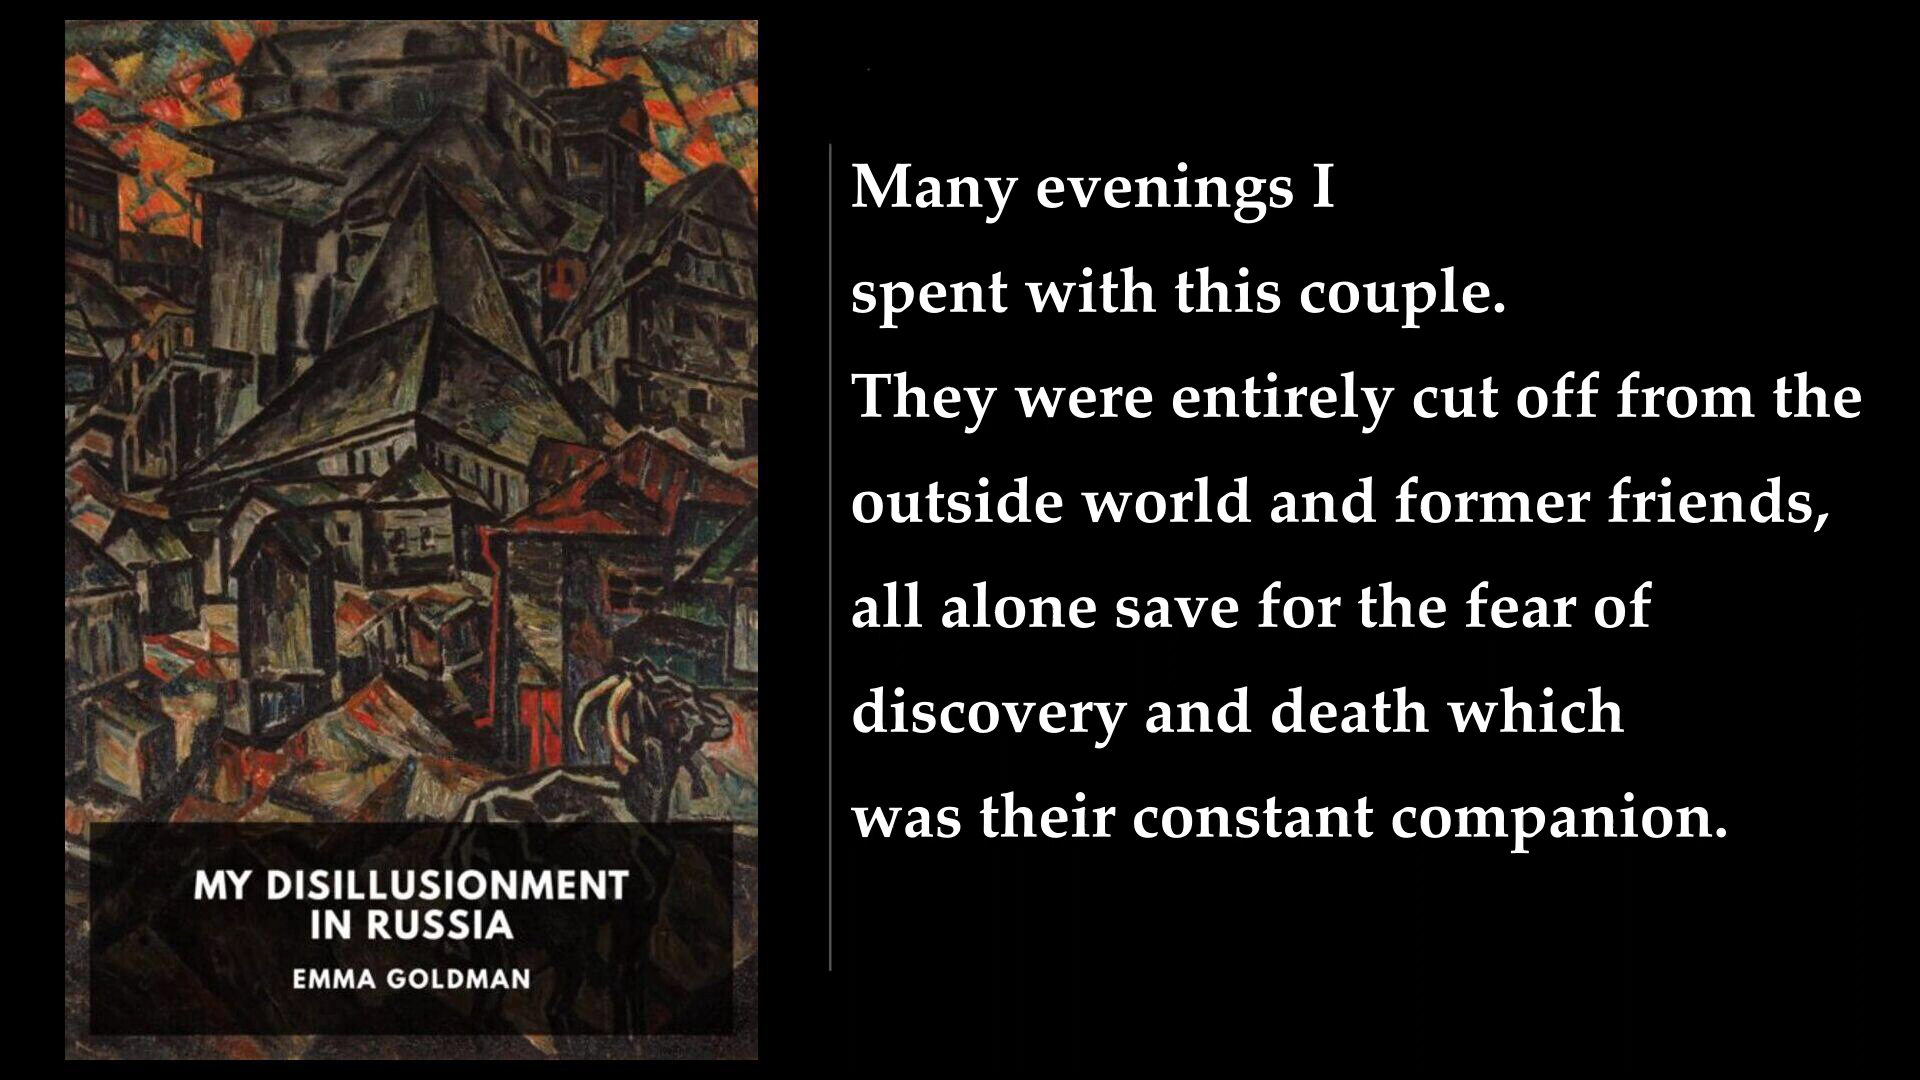 MY DISILLUSIONMENT
IN RUSSIA
EMMA GOLDMAN
Many evenings I
spent with this couple.
They were entirely cut off from the
outside world and former friends,
all alone save for the fear of
discovery and death which
was their constant companion.